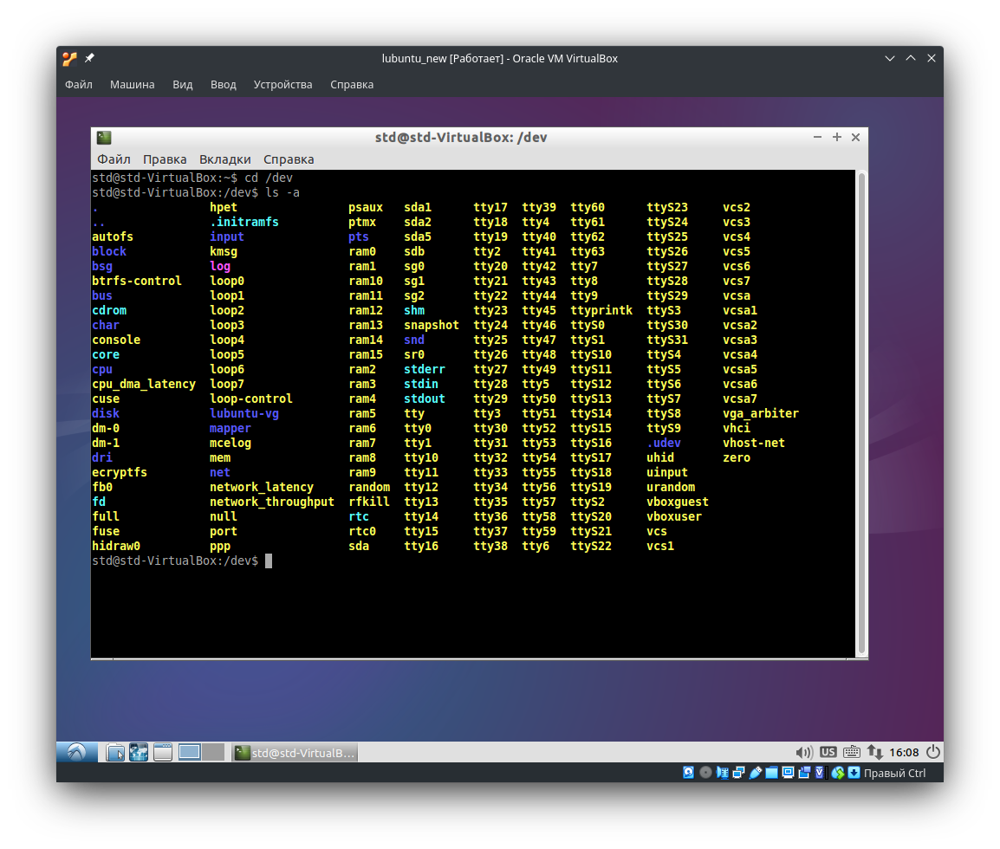 lubuntu_new [Работает] - Oracle VM VirtualBox
Файл Машина Вид Ввод Устройства Справка
std@std-VirtualBox: /dev
Файл Правка Вкладки Справка
std@std-VirtualBox:~$ cd /dev
std@std-VirtualBox:/dev$ ls -a
. hpet psaux sda1 tty17 tty39 tty60 ttyS23 vcs2
.. .initramfs ptmx sda2 tty18 tty4 tty61 ttyS24 vcs3
autofs input pts sda5 tty19 tty40 tty62 ttyS25 vcs4
block kmsg ram0 sdb tty2 tty41 tty63 ttyS26 vcs5
bsg log ram1 sg0 tty20 tty42 tty7 ttyS27 vcs6
btrfs-control loop0 ram10 sg1 tty21 tty43 tty8 ttyS28 vcs7
bus loop1 ram11 sg2 tty22 tty44 tty9 ttyS29 vcsa
cdrom loop2 ram12 shm tty23 tty45 ttyprintk ttyS3 vcsa1
char loop3 ram13 snapshot tty24 tty46 ttyS0 ttyS30 vcsa2
console loop4 ram14 snd tty25 tty47 ttyS1 ttyS31 vcsa3
core loop5 ram15 sr0 tty26 tty48 ttyS10 ttyS4 vcsa4
cpu loop6 ram2 stderr tty27 tty49 ttyS11 ttyS5 vcsa5
cpu_dma_latency loop7 ram3 stdin tty28 tty5 ttyS12 ttyS6 vcsa6
cuse loop-control ram4 stdout tty29 tty50 ttyS13 ttyS7 vcsa7
disk lubuntu-vg ram5 tty tty3 tty51 ttyS14 ttyS8 vga_arbiter
dm-0 mapper ram6 tty0 tty30 tty52 ttyS15 ttyS9 vhci
dm-1 mcelog ram7 tty1 tty31 tty53 ttyS16 .udev vhost-net
dri mem ram8 tty10 tty32 tty54 ttyS17 uhid zero
ecryptfs net ram9 tty11 tty33 tty55 ttyS18 uinput
fb0 network_latency random tty12 tty34 tty56 ttyS19 urandom
fd network_throughput rfkill tty13 tty35 tty57 ttyS2 vboxguest
full null rtc tty14 tty36 tty58 ttyS20 vboxuser
fuse port rtc0 tty15 tty37 tty59 ttyS21 vcs
hidraw0 ppp sda tty16 tty38 tty6 ttyS22 vcs1
std@std-VirtualBox:/dev$
std@std-VirtualB... US 16:08
Правый Ctrl